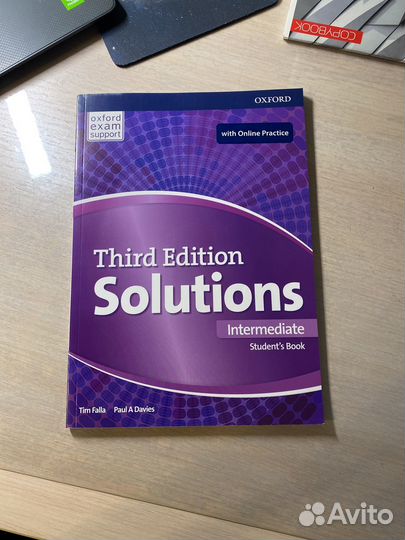 COPYBOOK
OXFORD
oxford
exam
support
with Online Practice
Third Edition
Solutions
Intermediate
Student's Book
Tim Falla Paul A Davies
Avito